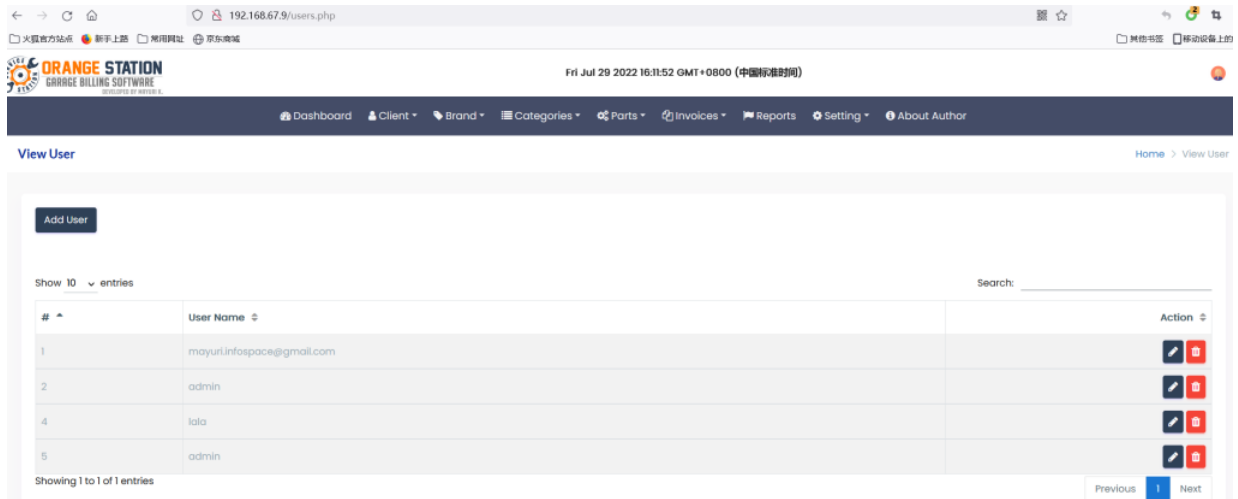 192.168.67.9/users.php
火狐官方站点 新手上路 常用网址 京东商城 其他书签 移动设备上的
ORANGE STATION
GARAGE BILLING SOFTWARE
DEVELOPED BY MAYURI K.
Fri Jul 29 2022 16:11:52 GMT+0800 (中国标准时间)
Dashboard Client Brand Categories Parts Invoices Reports Setting About Author
View User
Home > View User
Add User
Show 10 entries
Search:
# User Name Action
1 mayuri.infospace@gmail.com
2 admin
4 lala
5 admin
Showing 1 to 1 of 1 entries
Previous 1 Next